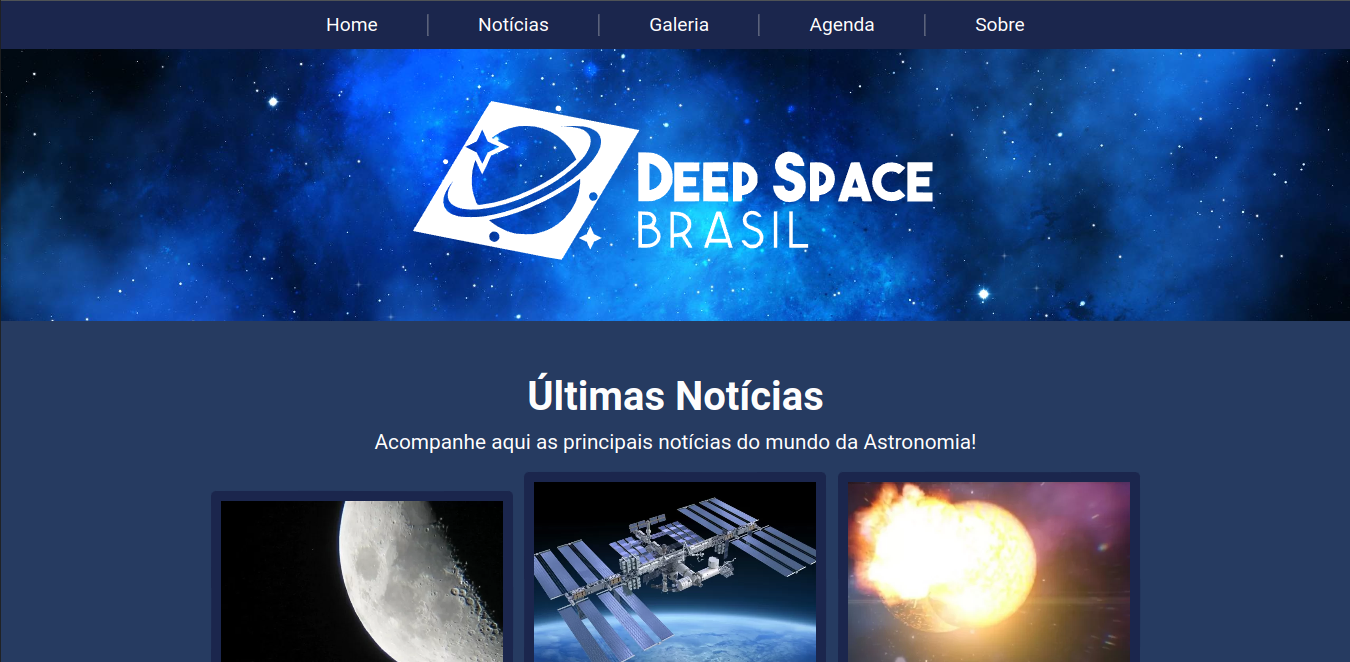 Home
Notícias
Galeria
Agenda
Sobre
DEEP SPACE
BRASIL
Últimas Notícias
Acompanhe aqui as principais notícias do mundo da Astronomia!